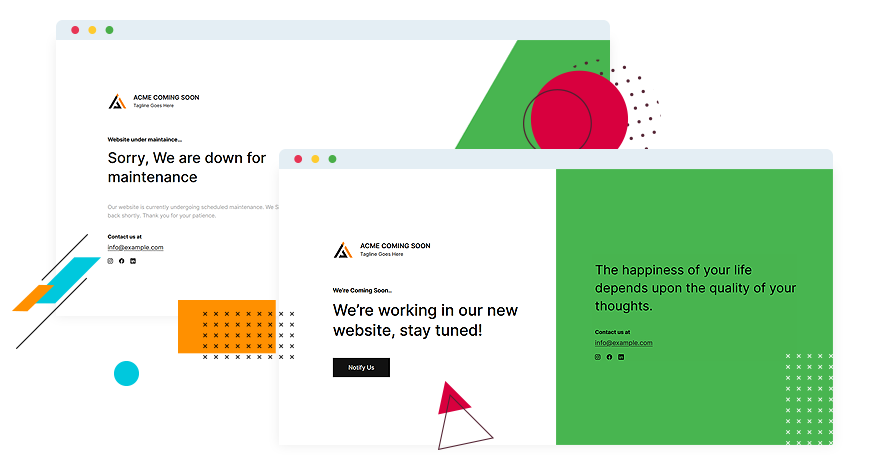 ACME COMING SOON
Tagline Goes Here
Website under maintaince...
Sorry, We are down for
maintenance
Our website is currently undergoing scheduled maintenance. We S
back shortly. Thank you for your patience.
Contact us at
info@example.com
ACME COMING SOON
Tagline Goes Here
We're Coming Soon..
We're working in our new
website, stay tuned!
Notify Us
The happiness of your life
depends upon the quality of your
thoughts.
Contact us at
info@example.com